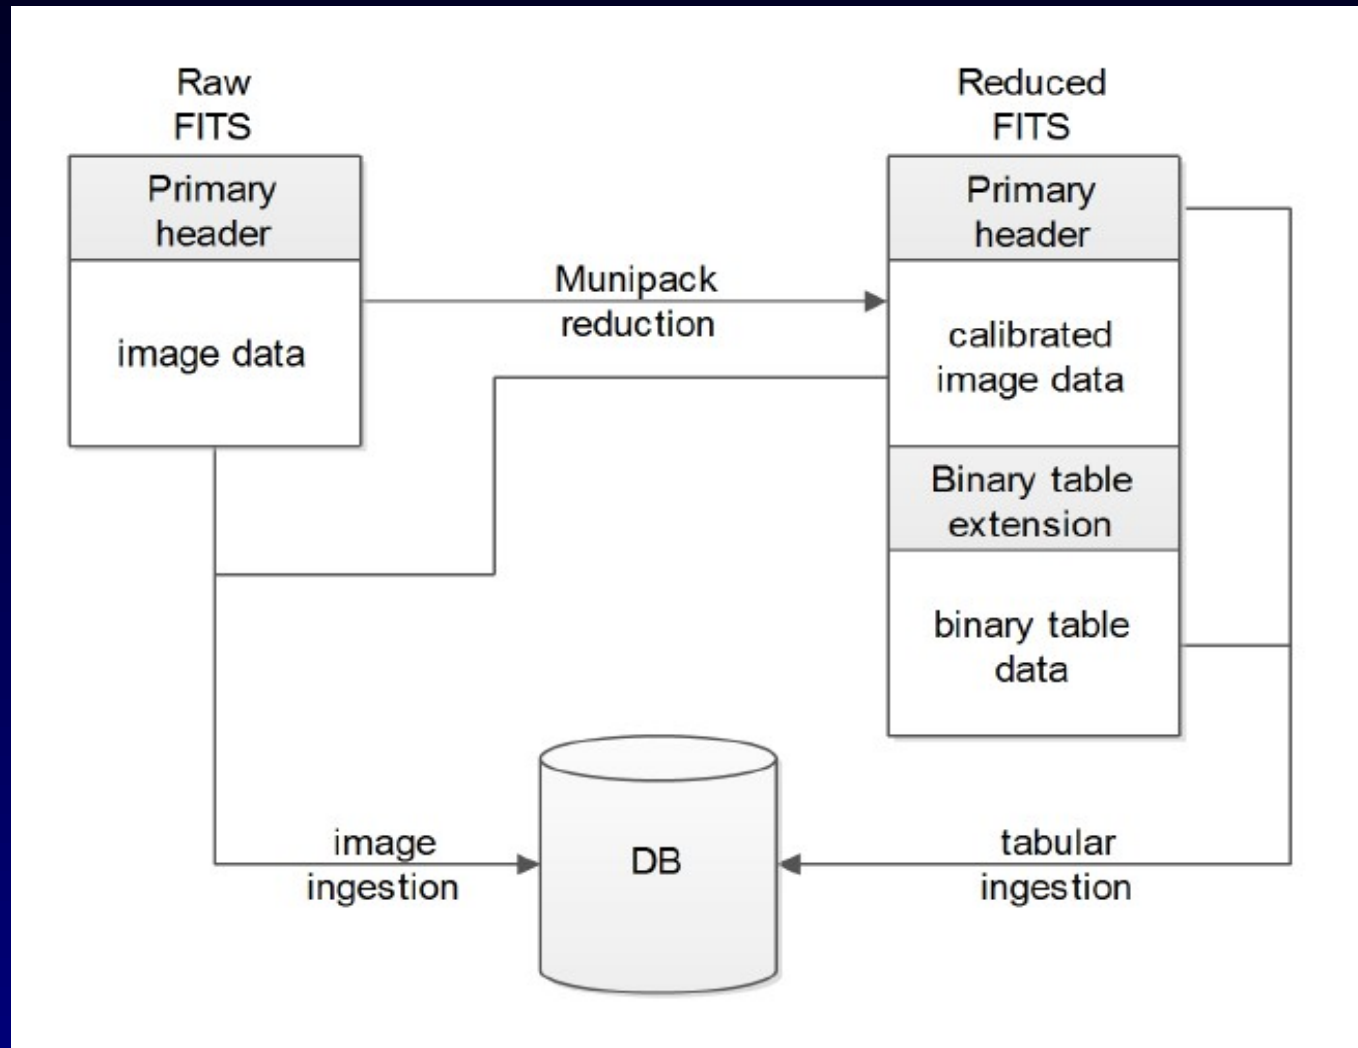 Raw
FITS
Primary
header
image data
Munipack
reduction
Reduced
FITS
Primary
header
calibrated
image data
Binary table
extension
binary table
data
image
ingestion
DB
tabular
ingestion